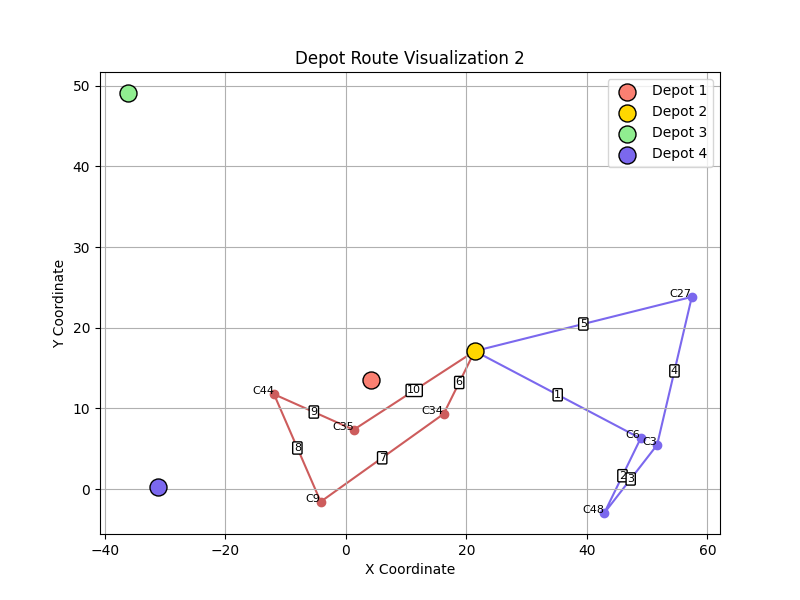 Depot Route Visualization 2
Depot 1
Depot 2
Depot 3
Depot 4
50
40
30
20
10
0
Y Coordinate
C27
5
4
6
10
1
C44
9
C34
C35
C6
C3
8
7
2
3
C9
C48
−40
−20
0
20
40
60
X Coordinate